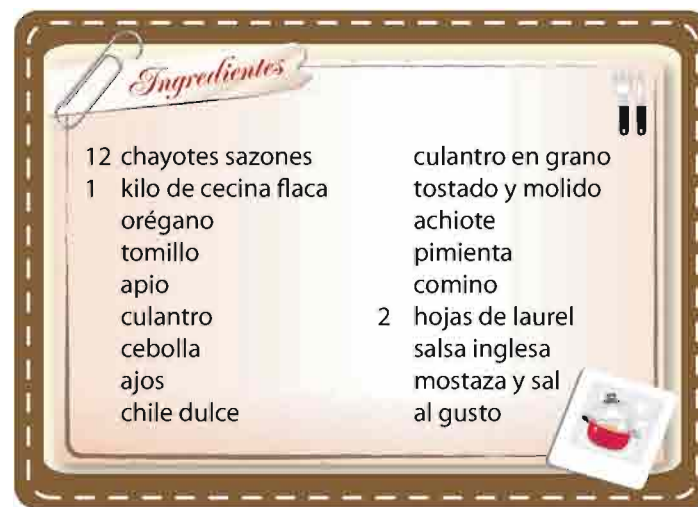 Ingredientes
12 chayotes sazones
1 kilo de cecina flaca
orégano
tomillo
apio
culantro
cebolla
ajos
chile dulce
culantro en grano
tostado y molido
achiote
pimienta
comino
2 hojas de laurel
salsa inglesa
mostaza y sal
al gusto